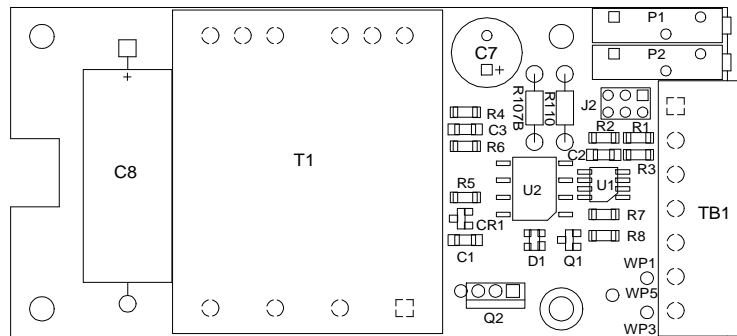 P1
P2
C7
+
+
R107B
R110
J2
R4
C3
R6
R2
R1
C2
R3
T1
C8
R5
U2
U1
CR1
R7
TB1
R8
C1
D1
Q1
WP1
WP5
Q2
WP3